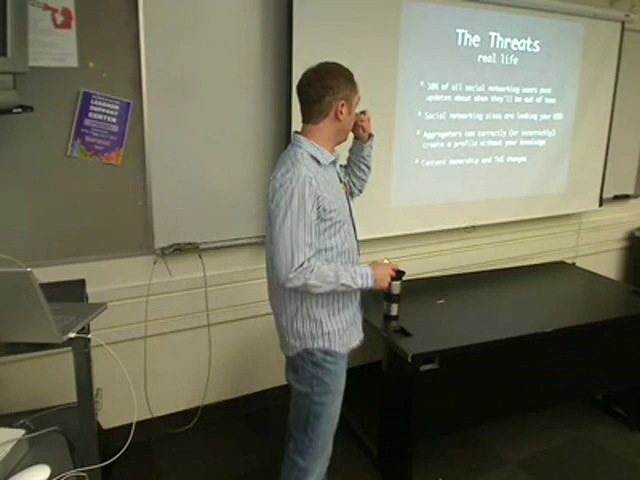 The Threats
real life
* 38% of all social networking users post
updates about when they'll be out of town
* Social networking sites are leaking your
* Aggregators can correctly (or incorrectly)
create a profile without your knowledge
* Content ownership and ToS changes
LEARNER
SUPPORT
CENTER